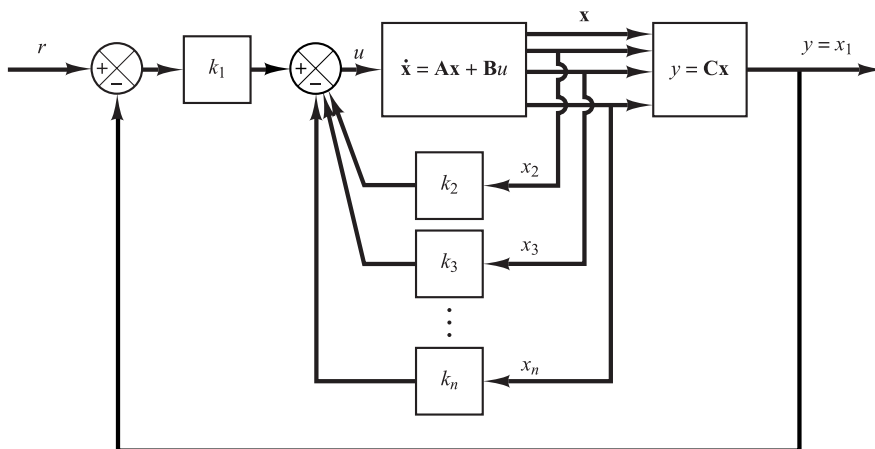 x
r
+
−
k₁
+
−
u
ẋ = Ax + Bu
y = Cx
y = x₁
k₂
x₂
k₃
x₃
⋮
kₙ
xₙ